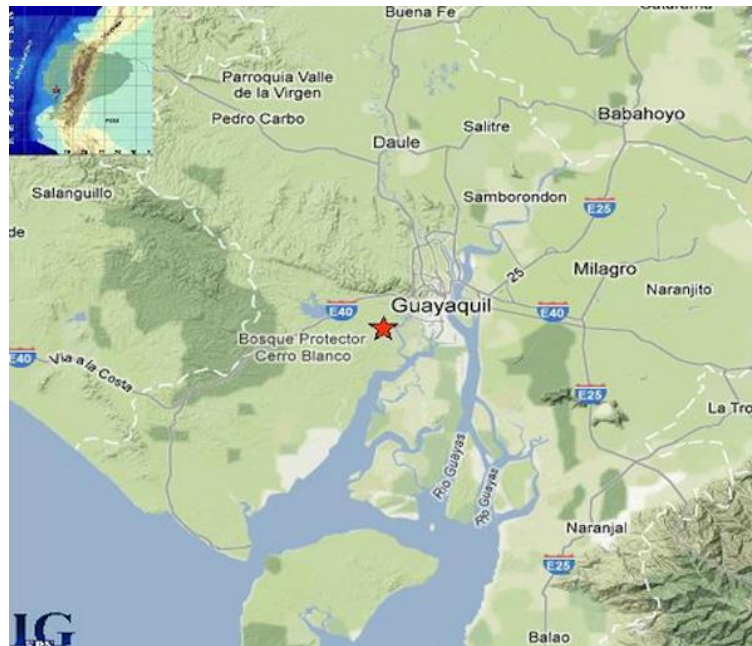 Buena Fe
Parroquia Valle
de la Virgen
Pedro Carbo
Daule
Salitre
Babahoyo
Salanguillo
Samborondon
E25
de
25
Milagro
Naranjito
Guayaquil
E40
E40
Bosque Protector
Cerro Blanco
E40
Via a la Costa
E25
La Tro
Rio Guayas
Rio Guayas
Naranjal
E25
IG
EPN
Balao